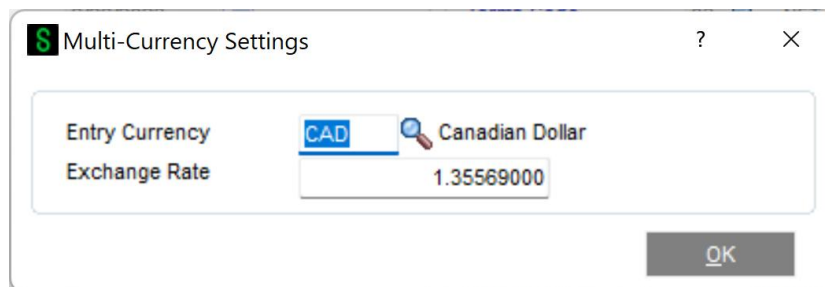 S Multi-Currency Settings ? ×
Entry Currency CAD Canadian Dollar
Exchange Rate 1.35569000
OK